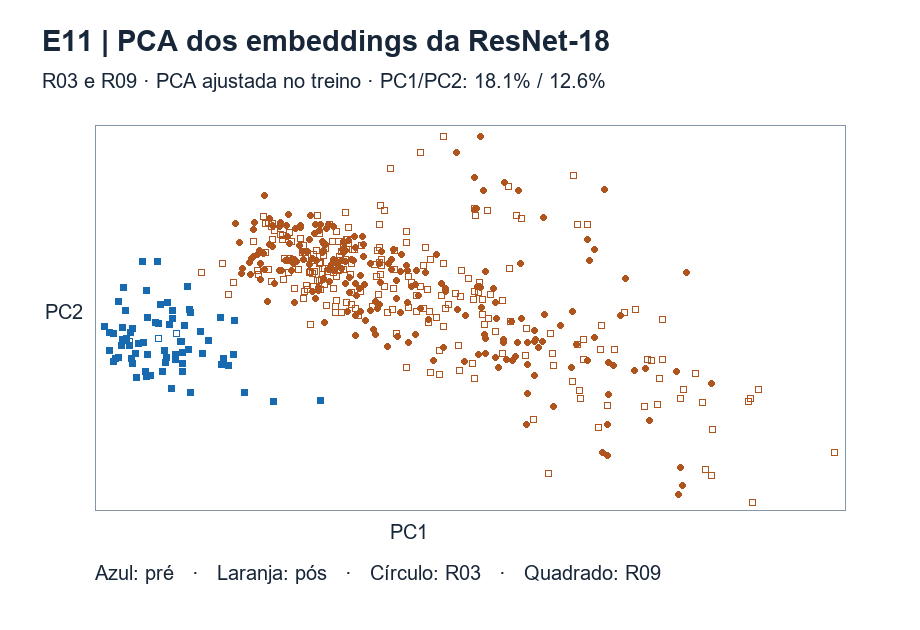 E11 | PCA dos embeddings da ResNet-18
R03 e R09 · PCA ajustada no treino · PC1/PC2: 18.1% / 12.6%
PC2
PC1
Azul: pré · Laranja: pós · Círculo: R03 · Quadrado: R09